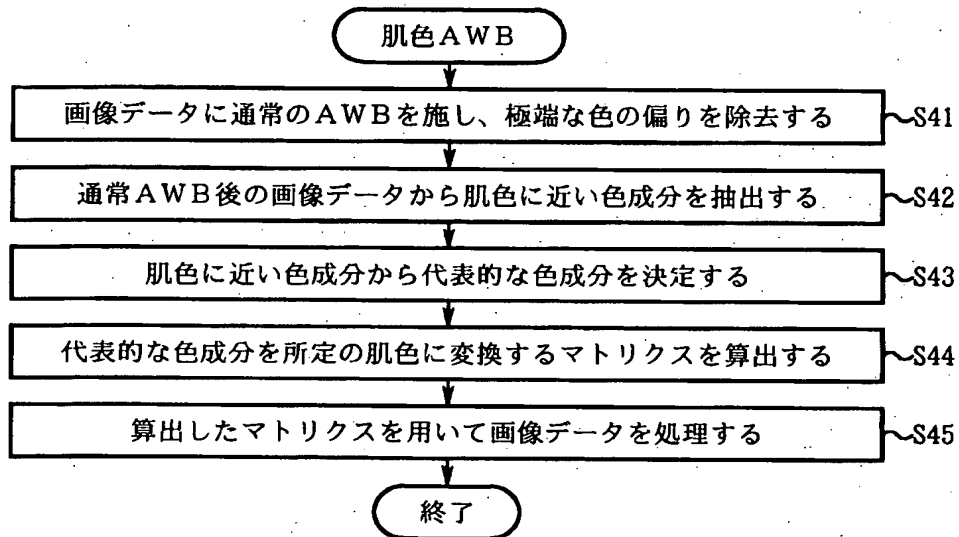 肌色AWB
画像データに通常のAWBを施し、極端な色の偏りを除去する S41
通常AWB後の画像データから肌色に近い色成分を抽出する S42
肌色に近い色成分から代表的な色成分を決定する S43
代表的な色成分を所定の肌色に変換するマトリクスを算出する S44
算出したマトリクスを用いて画像データを処理する S45
終了